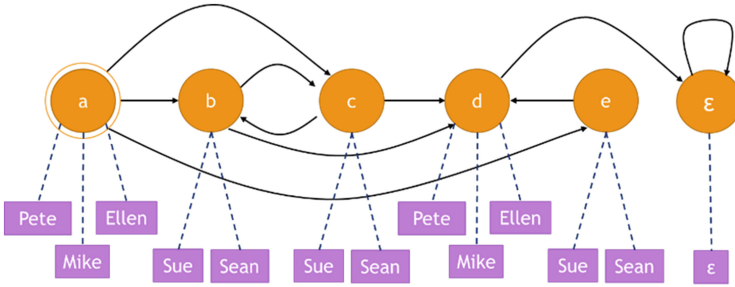 a b c d e ε
Pete Ellen Pete Ellen
Mike Sue Sean Sue Sean Mike Sue Sean ε